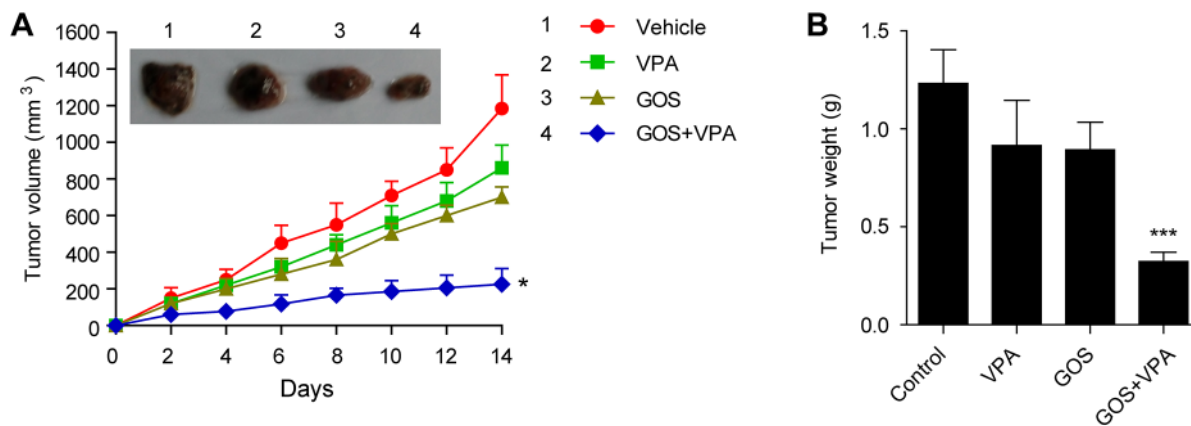 A
Tumor volume (mm³)
1600
1400
1200
1000
800
600
400
200
0
1 2 3 4
0 2 4 6 8 10 12 14
Days
*
1 Vehicle
2 VPA
3 GOS
4 GOS+VPA
B
Tumor weight (g)
1.5
1.0
0.5
0.0
***
Control
VPA
GOS
GOS+VPA